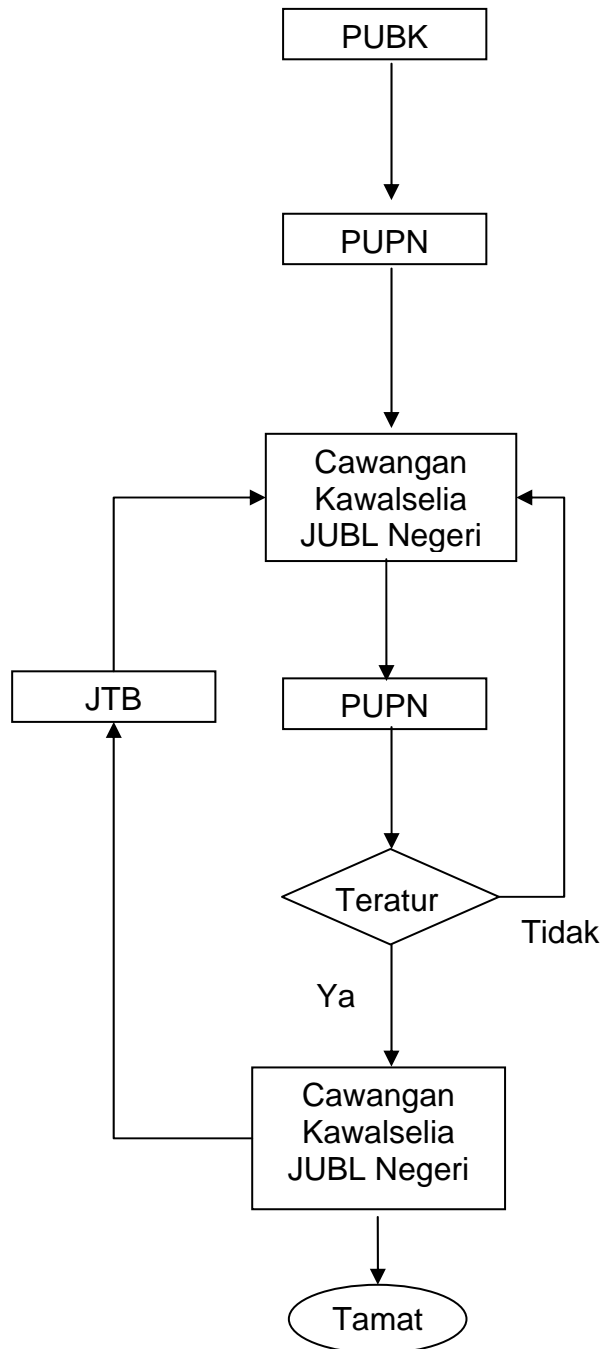 PUBK
PUPN
Cawangan
Kawalselia
JUBL Negeri
JTB
PUPN
Teratur
Tidak
Ya
Cawangan
Kawalselia
JUBL Negeri
Tamat